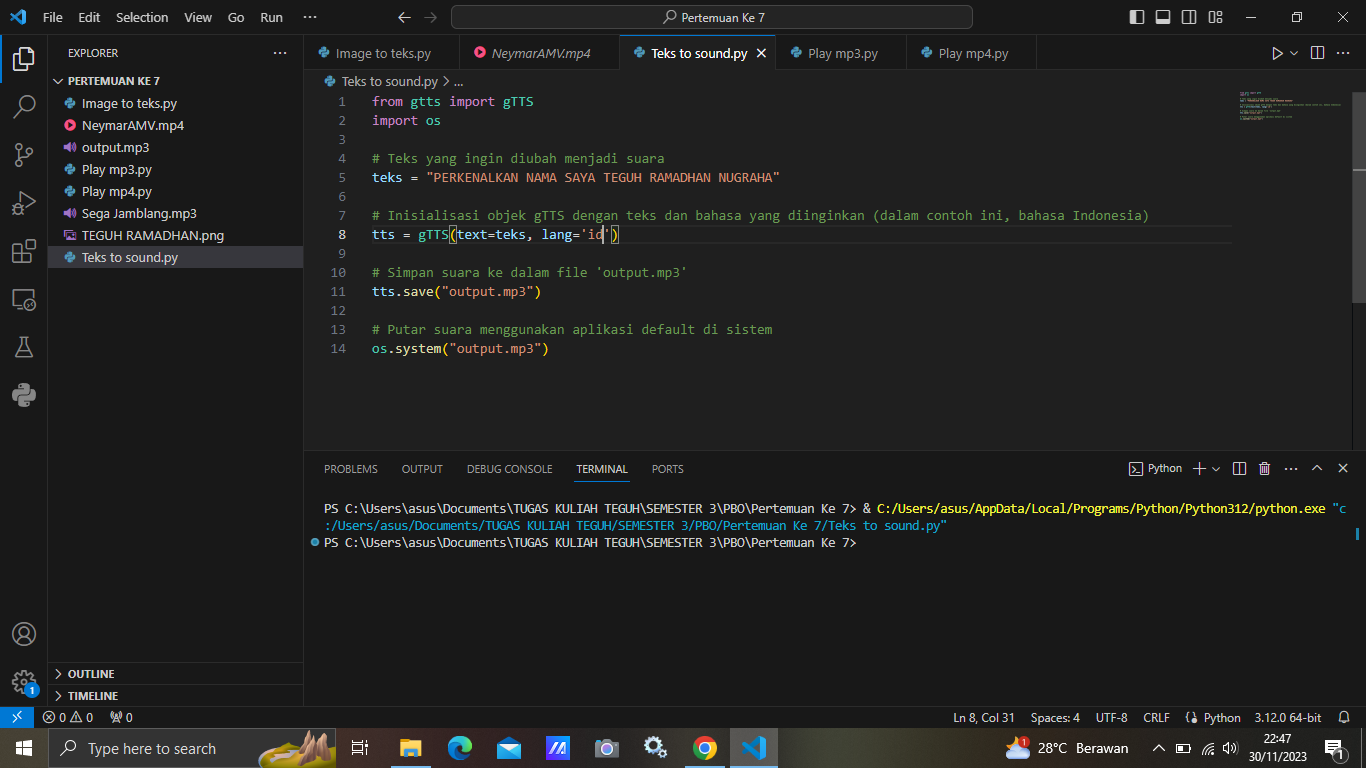 File Edit Selection View Go Run ··· Pertemuan Ke 7
EXPLORER ···
PERTEMUAN KE 7
Image to teks.py
NeymarAMV.mp4
output.mp3
Play mp3.py
Play mp4.py
Sega Jamblang.mp3
TEGUH RAMADHAN.png
Teks to sound.py
OUTLINE
TIMELINE
Image to teks.py NeymarAMV.mp4 Teks to sound.py Play mp3.py Play mp4.py
Teks to sound.py > ...
1 from gtts import gTTS
2 import os
3
4 # Teks yang ingin diubah menjadi suara
5 teks = "PERKENALKAN NAMA SAYA TEGUH RAMADHAN NUGRAHA"
6
7 # Inisialisasi objek gTTS dengan teks dan bahasa yang diinginkan (dalam contoh ini, bahasa Indonesia)
8 tts = gTTS(text=teks, lang='id')
9
10 # Simpan suara ke dalam file 'output.mp3'
11 tts.save("output.mp3")
12
13 # Putar suara menggunakan aplikasi default di sistem
14 os.system("output.mp3")
PROBLEMS OUTPUT DEBUG CONSOLE TERMINAL PORTS Python
PS C:\Users\asus\Documents\TUGAS KULIAH TEGUH\SEMESTER 3\PBO\Pertemuan Ke 7> & C:/Users/asus/AppData/Local/Programs/Python/Python312/python.exe "c
:/Users/asus/Documents/TUGAS KULIAH TEGUH/SEMESTER 3/PBO/Pertemuan Ke 7/Teks to sound.py"
PS C:\Users\asus\Documents\TUGAS KULIAH TEGUH\SEMESTER 3\PBO\Pertemuan Ke 7>
1
0 0 0 Ln 8, Col 31 Spaces: 4 UTF-8 CRLF Python 3.12.0 64-bit
Type here to search 1 28°C Berawan 22:47
30/11/2023 1